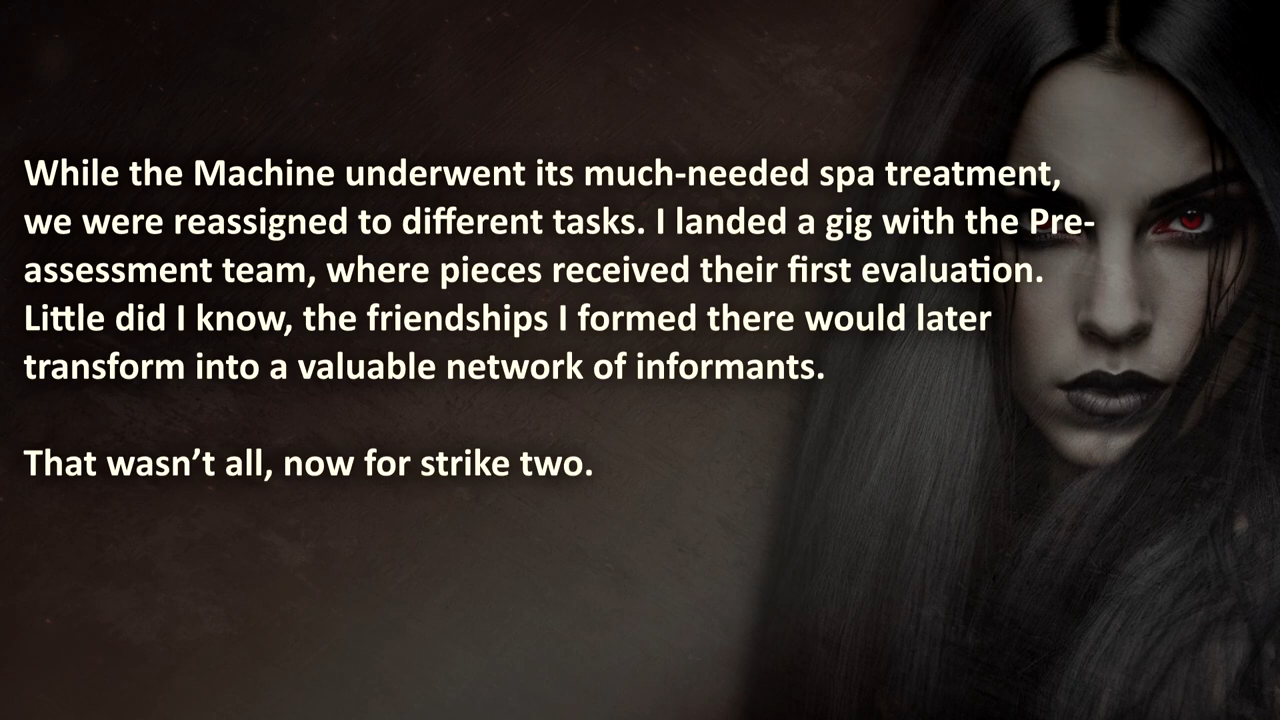 While the Machine underwent its much-needed spa treatment,
we were reassigned to different tasks. I landed a gig with the Pre-
assessment team, where pieces received their first evaluation.
Little did I know, the friendships I formed there would later
transform into a valuable network of informants.
That wasn’t all, now for strike two.